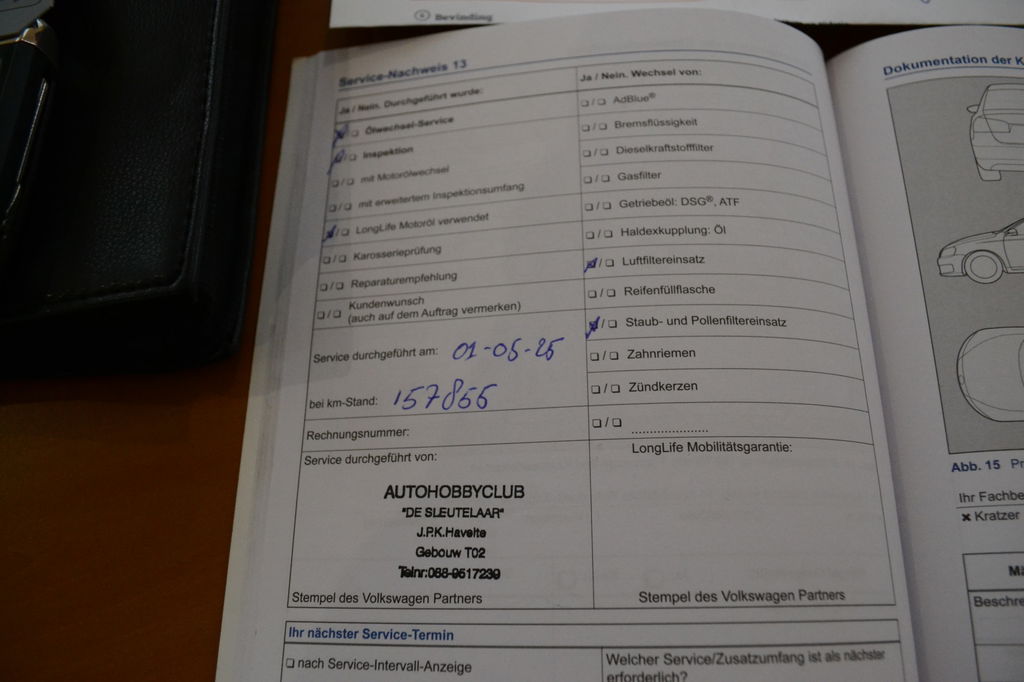 Bevinding
Service-Nachweis 13
Ja / Nein. Durchgeführt wurde:
☒ ❏ Ölwechsel-Service
☒/❏ Inspektion
❏/❏ mit Motorölwechsel
❏/❏ mit erweitertem Inspektionsumfang
☒/❏ LongLife Motoröl verwendet
❏/❏ Karosserieprüfung
❏/❏ Reparaturempfehlung
❏/❏ Kundenwunsch
(auch auf dem Auftrag vermerken)
Service durchgeführt am: 01-05-25
bei km-Stand: 157855
Rechnungsnummer:
Service durchgeführt von:
AUTOHOBBYCLUB
"DE SLEUTELAAR"
J.P.K.Havelte
Gebouw T02
Telnr:088-9517239
Stempel des Volkswagen Partners
Ja / Nein. Wechsel von:
❏/❏ AdBlue®
❏/❏ Bremsflüssigkeit
❏/❏ Dieselkraftstofffilter
❏/❏ Gasfilter
❏/❏ Getriebeöl: DSG®, ATF
❏/❏ Haldexkupplung: Öl
☒/❏ Luftfiltereinsatz
❏/❏ Reifenfüllflasche
☒/❏ Staub- und Pollenfiltereinsatz
❏/❏ Zahnriemen
❏/❏ Zündkerzen
❏/❏ .....................
LongLife Mobilitätsgarantie:
Stempel des Volkswagen Partners
Ihr nächster Service-Termin
❏ nach Service-Intervall-Anzeige
Welcher Service/Zusatzumfang ist als nächster
erforderlich?
Dokumentation der K
Abb. 15 Pr
Ihr Fachbe
✖ Kratzer
Mä
Beschre